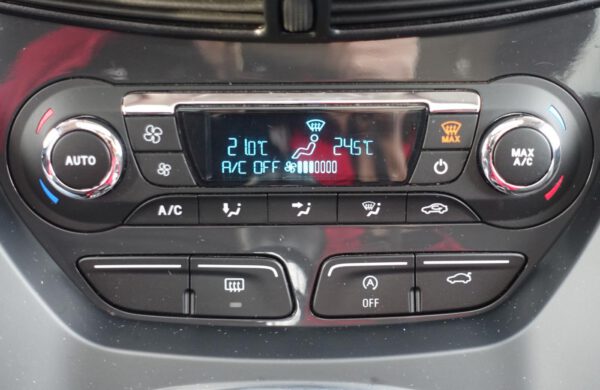 21.0℃ 24.5℃
A/C OFF
MAX
AUTO
MAX
A/C
A/C
A
OFF